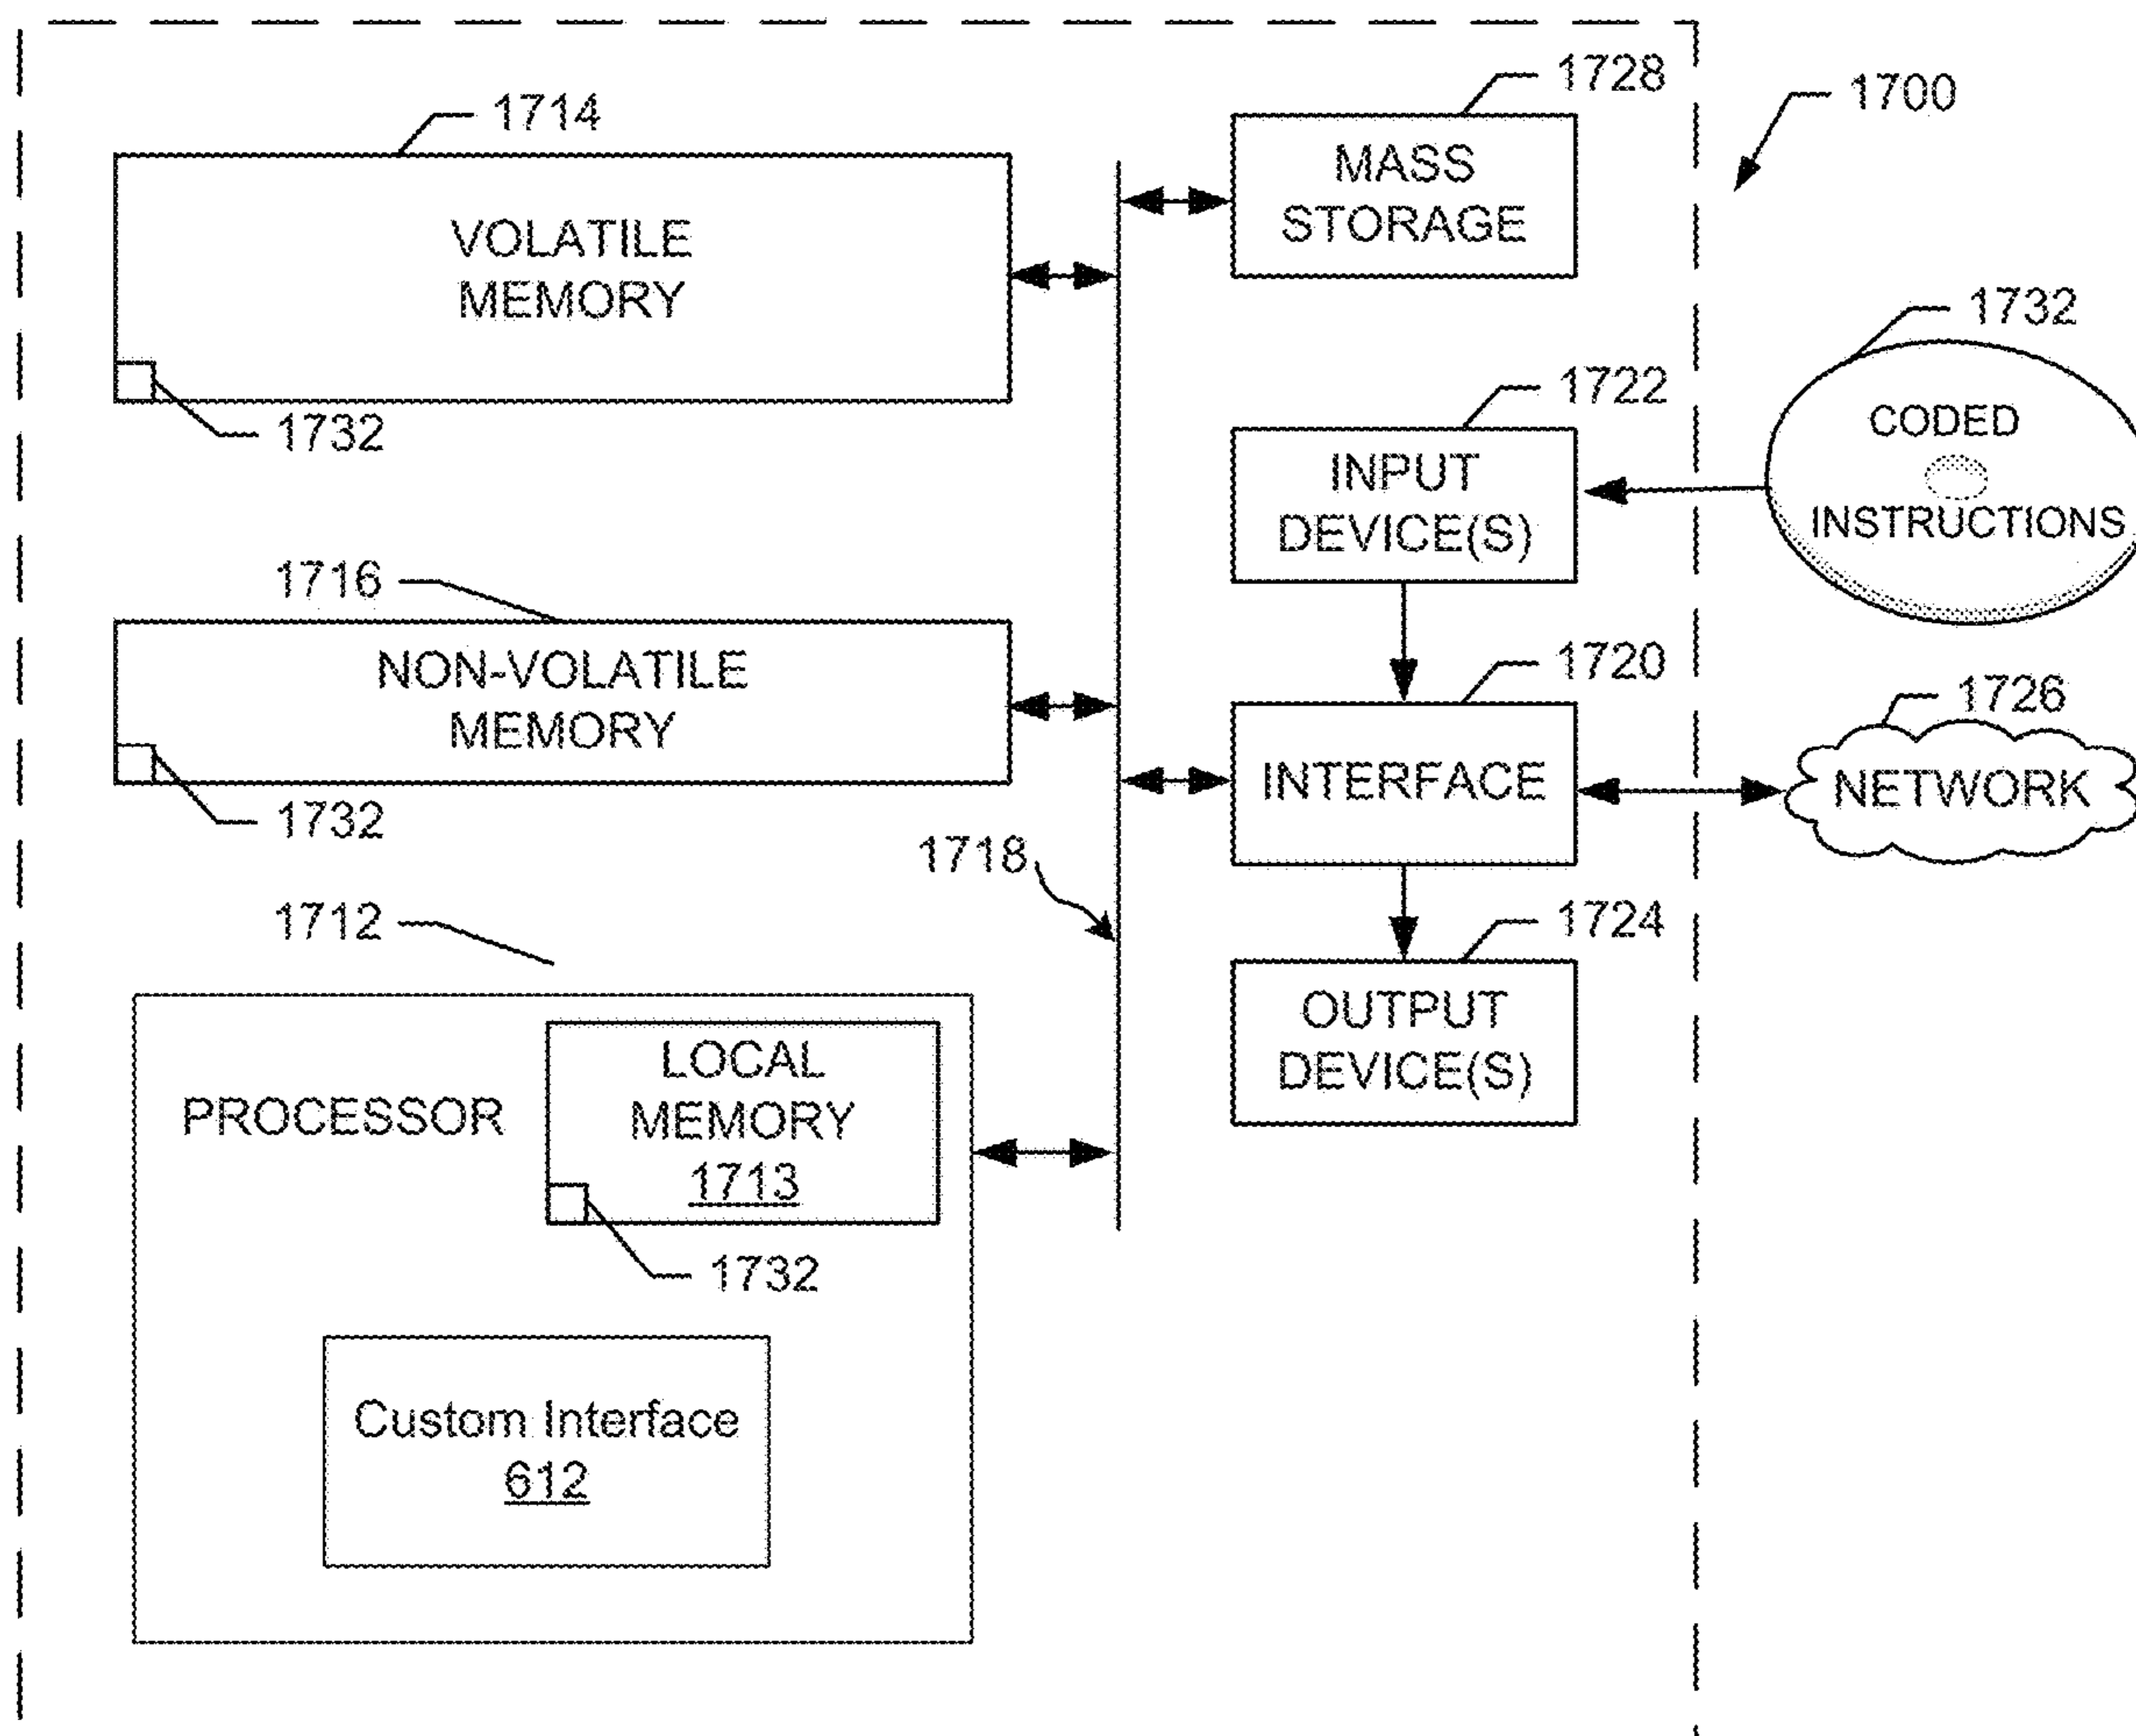 1728
1700
1714
MASS
STORAGE
VOLATILE
MEMORY
1732
1732
1722
CODED
INSTRUCTIONS
INPUT
DEVICE(S)
1716
1720
1726
NON-VOLATILE
MEMORY
INTERFACE
NETWORK
1732
1718
1712
1724
OUTPUT
DEVICE(S)
LOCAL
MEMORY
1713
PROCESSOR
1732
Custom Interface
612